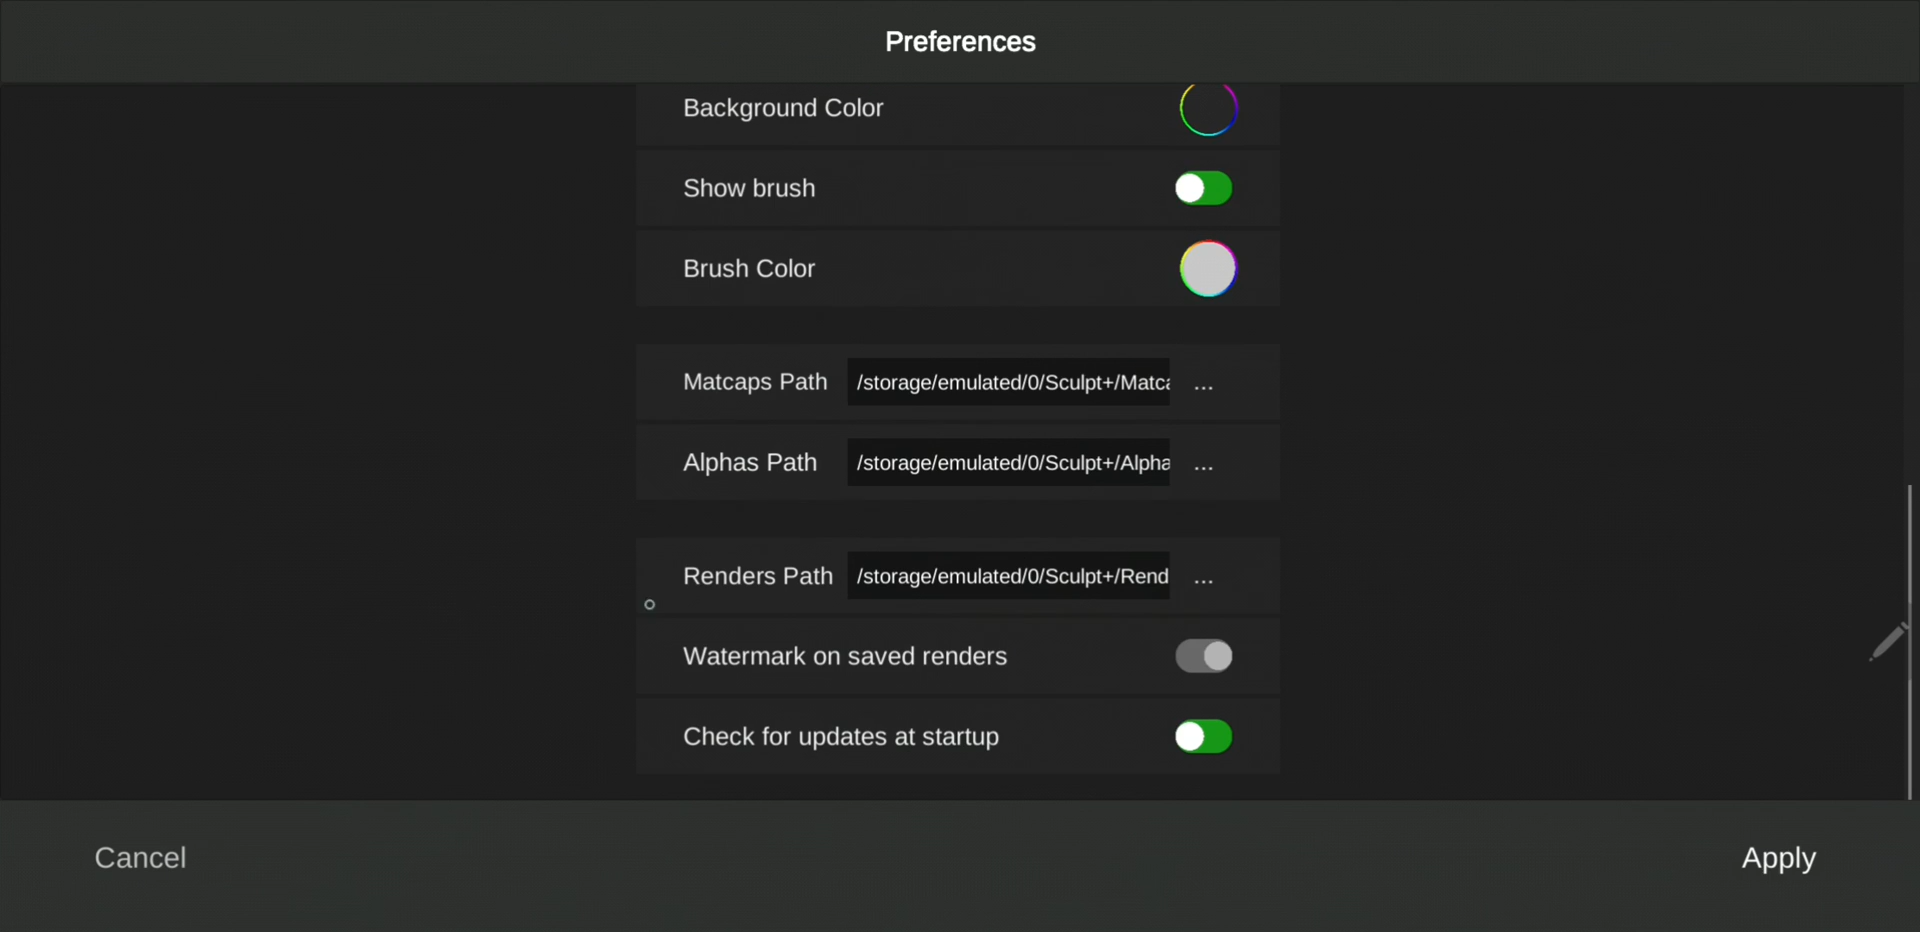 Preferences
Background Color
Show brush
Brush Color
Matcaps Path /storage/emulated/0/Sculpt+/Matca ...
Alphas Path /storage/emulated/0/Sculpt+/Alpha ...
Renders Path /storage/emulated/0/Sculpt+/Rend ...
Watermark on saved renders
Check for updates at startup
Cancel Apply